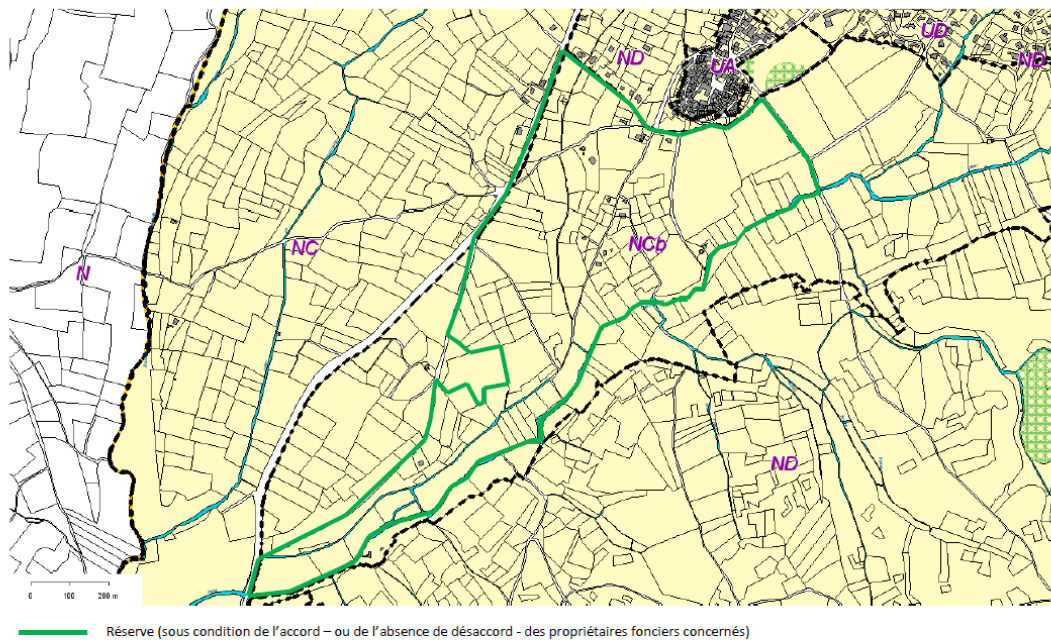 UD
ND
UA
ND
NC
NCb
N
ND
0 100 200 m
Réserve (sous condition de l'accord – ou de l'absence de désaccord - des propriétaires fonciers concernés)